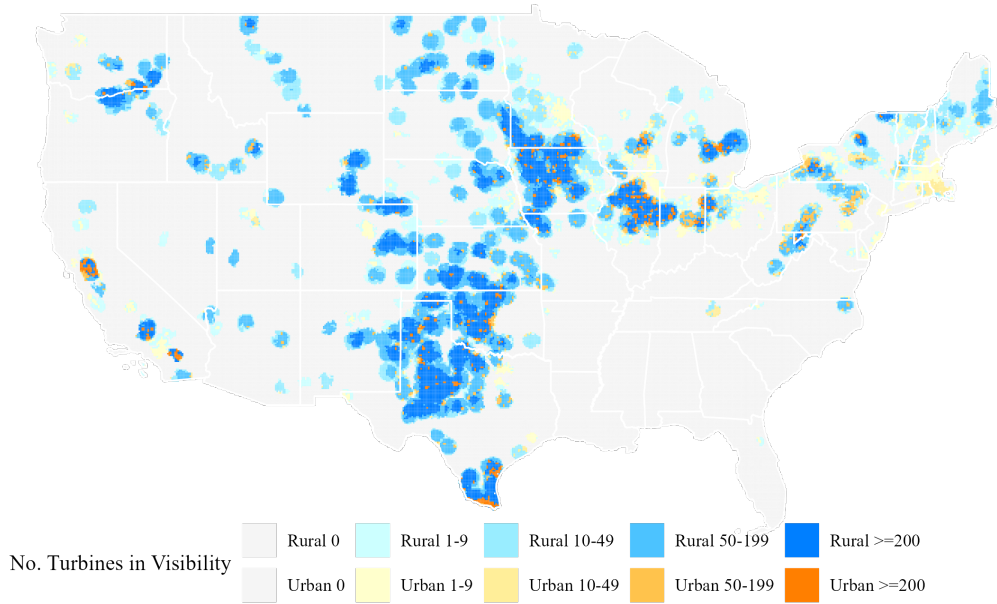 No. Turbines in Visibility
Rural 0 Rural 1-9 Rural 10-49 Rural 50-199 Rural >=200
Urban 0 Urban 1-9 Urban 10-49 Urban 50-199 Urban >=200